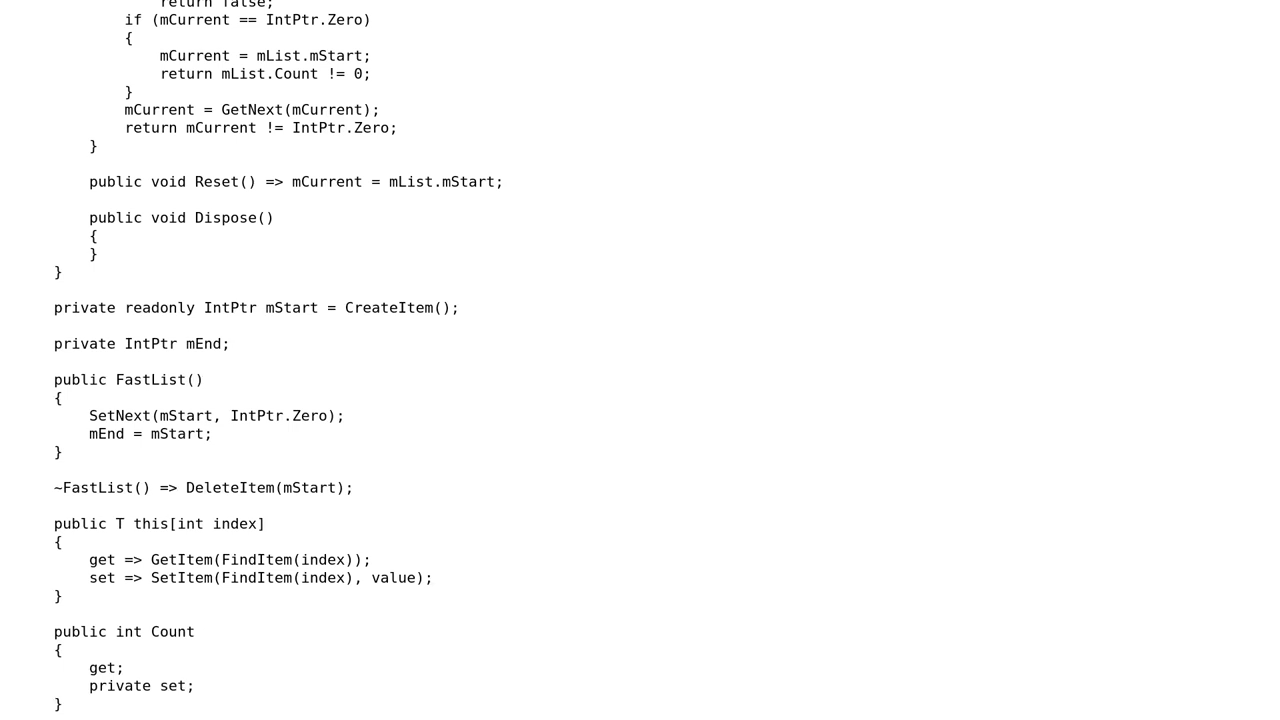 return false;
        if (mCurrent == IntPtr.Zero)
        {
            mCurrent = mList.mStart;
            return mList.Count != 0;
        }
        mCurrent = GetNext(mCurrent);
        return mCurrent != IntPtr.Zero;
    }

    public void Reset() => mCurrent = mList.mStart;

    public void Dispose()
    {
    }
}

private readonly IntPtr mStart = CreateItem();

private IntPtr mEnd;

public FastList()
{
    SetNext(mStart, IntPtr.Zero);
    mEnd = mStart;
}

~FastList() => DeleteItem(mStart);

public T this[int index]
{
    get => GetItem(FindItem(index));
    set => SetItem(FindItem(index), value);
}

public int Count
{
    get;
    private set;
}